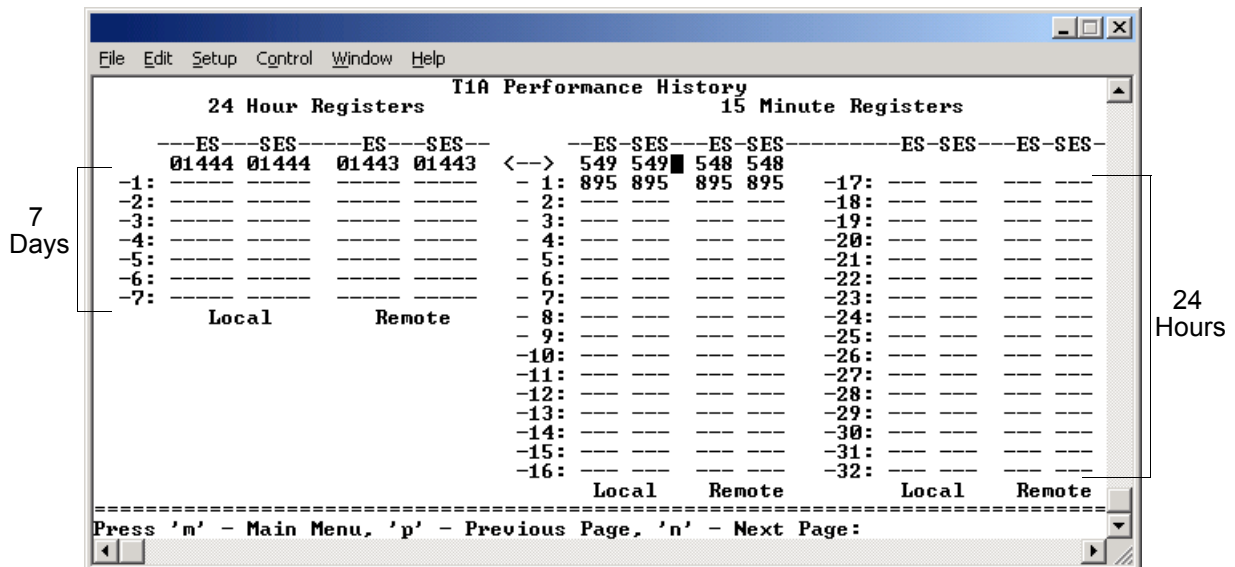 File Edit Setup Control Window Help
T1A Performance History
24 Hour Registers 15 Minute Registers
---ES---SES-----ES---SES-- --ES-SES---ES-SES---------ES-SES---ES-SES-
01444 01444 01443 01443 <--> 549 549 548 548
-1: ----- ----- ----- ----- - 1: 895 895 895 895 -17: --- --- --- ---
-2: ----- ----- ----- ----- - 2: --- --- --- --- -18: --- --- --- ---
-3: ----- ----- ----- ----- - 3: --- --- --- --- -19: --- --- --- ---
-4: ----- ----- ----- ----- - 4: --- --- --- --- -20: --- --- --- ---
-5: ----- ----- ----- ----- - 5: --- --- --- --- -21: --- --- --- ---
-6: ----- ----- ----- ----- - 6: --- --- --- --- -22: --- --- --- ---
-7: ----- ----- ----- ----- - 7: --- --- --- --- -23: --- --- --- ---
Local Remote - 8: --- --- --- --- -24: --- --- --- ---
- 9: --- --- --- --- -25: --- --- --- ---
-10: --- --- --- --- -26: --- --- --- ---
-11: --- --- --- --- -27: --- --- --- ---
-12: --- --- --- --- -28: --- --- --- ---
-13: --- --- --- --- -29: --- --- --- ---
-14: --- --- --- --- -30: --- --- --- ---
-15: --- --- --- --- -31: --- --- --- ---
-16: --- --- --- --- -32: --- --- --- ---
Local Remote Local Remote
Press 'm' - Main Menu, 'p' - Previous Page, 'n' - Next Page:
7
Days
24
Hours